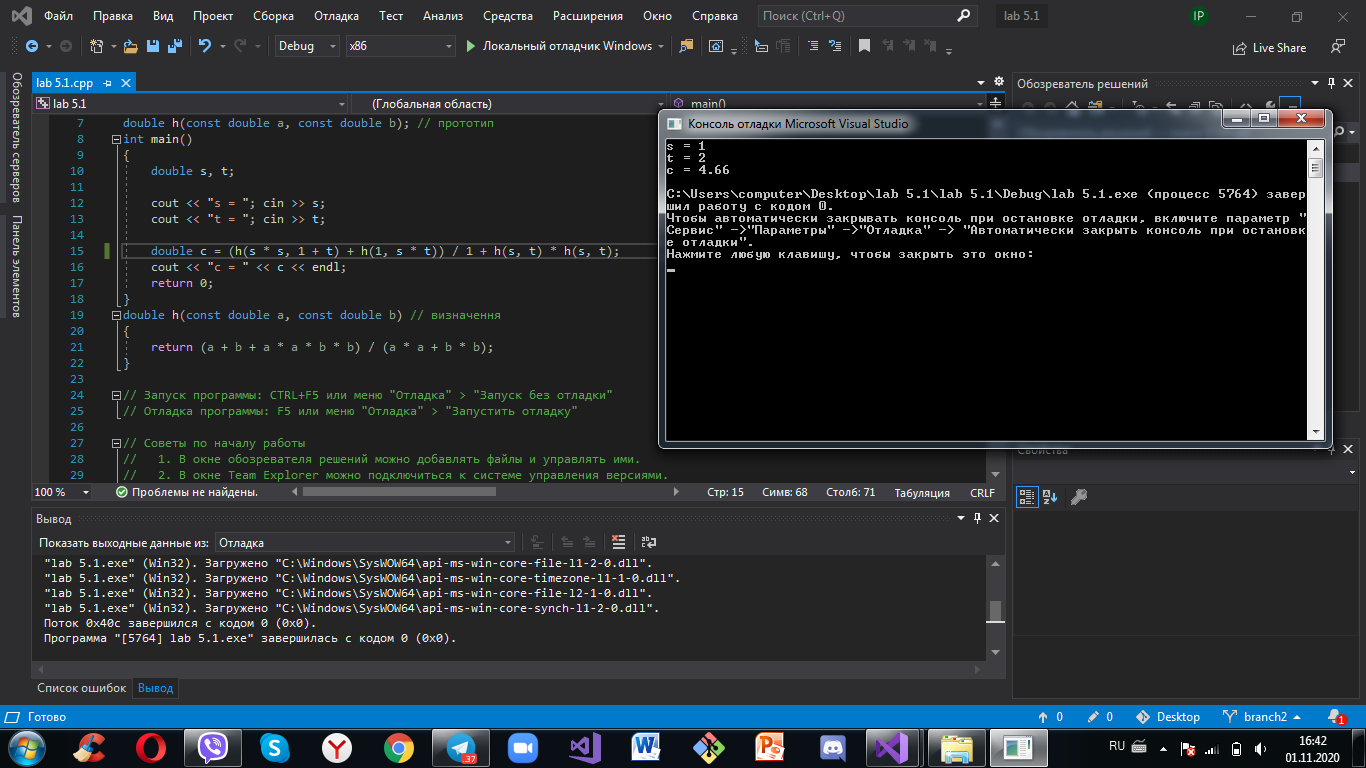 Файл Правка Вид Проект Сборка Отладка Тест Анализ Средства Расширения Окно Справка Поиск (Ctrl+Q) lab 5.1 IP
Debug x86 Локальный отладчик Windows Live Share
Обозреватель серверов
Панель элементов
lab 5.1.cpp
lab 5.1 (Глобальная область) main()
7 double h(const double a, const double b); // прототип
8 int main()
9 {
10 double s, t;
11
12 cout << "s = "; cin >> s;
13 cout << "t = "; cin >> t;
14
15 double c = (h(s * s, 1 + t) + h(1, s * t)) / 1 + h(s, t) * h(s, t);
16 cout << "c = " << c << endl;
17 return 0;
18 }
19 double h(const double a, const double b) // визначення
20 {
21 return (a + b + a * a * b * b) / (a * a + b * b);
22 }
23
24 // Запуск программы: CTRL+F5 или меню "Отладка" > "Запуск без отладки"
25 // Отладка программы: F5 или меню "Отладка" > "Запустить отладку"
26
27 // Советы по началу работы
28 // 1. В окне обозревателя решений можно добавлять файлы и управлять ими.
29 // 2. В окне Team Explorer можно подключиться к системе управления версиями.
100 % Проблемы не найдены. Стр: 15 Симв: 68 Столб: 71 Табуляция CRLF
Обозреватель решений
Консоль отладки Microsoft Visual Studio
s = 1
t = 2
c = 4.66
C:\Users\computer\Desktop\lab 5.1\lab 5.1\Debug\lab 5.1.exe (процесс 5764) завер
шил работу с кодом 0.
Чтобы автоматически закрывать консоль при остановке отладки, включите параметр "
Сервис" ->"Параметры" ->"Отладка" -> "Автоматически закрыть консоль при остановк
е отладки".
Нажмите любую клавишу, чтобы закрыть это окно:
Свойства
Вывод
Показать выходные данные из: Отладка
"lab 5.1.exe" (Win32). Загружено "C:\Windows\SysWOW64\api-ms-win-core-file-l1-2-0.dll".
"lab 5.1.exe" (Win32). Загружено "C:\Windows\SysWOW64\api-ms-win-core-timezone-l1-1-0.dll".
"lab 5.1.exe" (Win32). Загружено "C:\Windows\SysWOW64\api-ms-win-core-file-l2-1-0.dll".
"lab 5.1.exe" (Win32). Загружено "C:\Windows\SysWOW64\api-ms-win-core-synch-l1-2-0.dll".
Поток 0x40c завершился с кодом 0 (0x0).
Программа "[5764] lab 5.1.exe" завершилась с кодом 0 (0x0).
Список ошибок Вывод
Готово 0 0 Desktop branch2 1
37 RU 16:42
01.11.2020